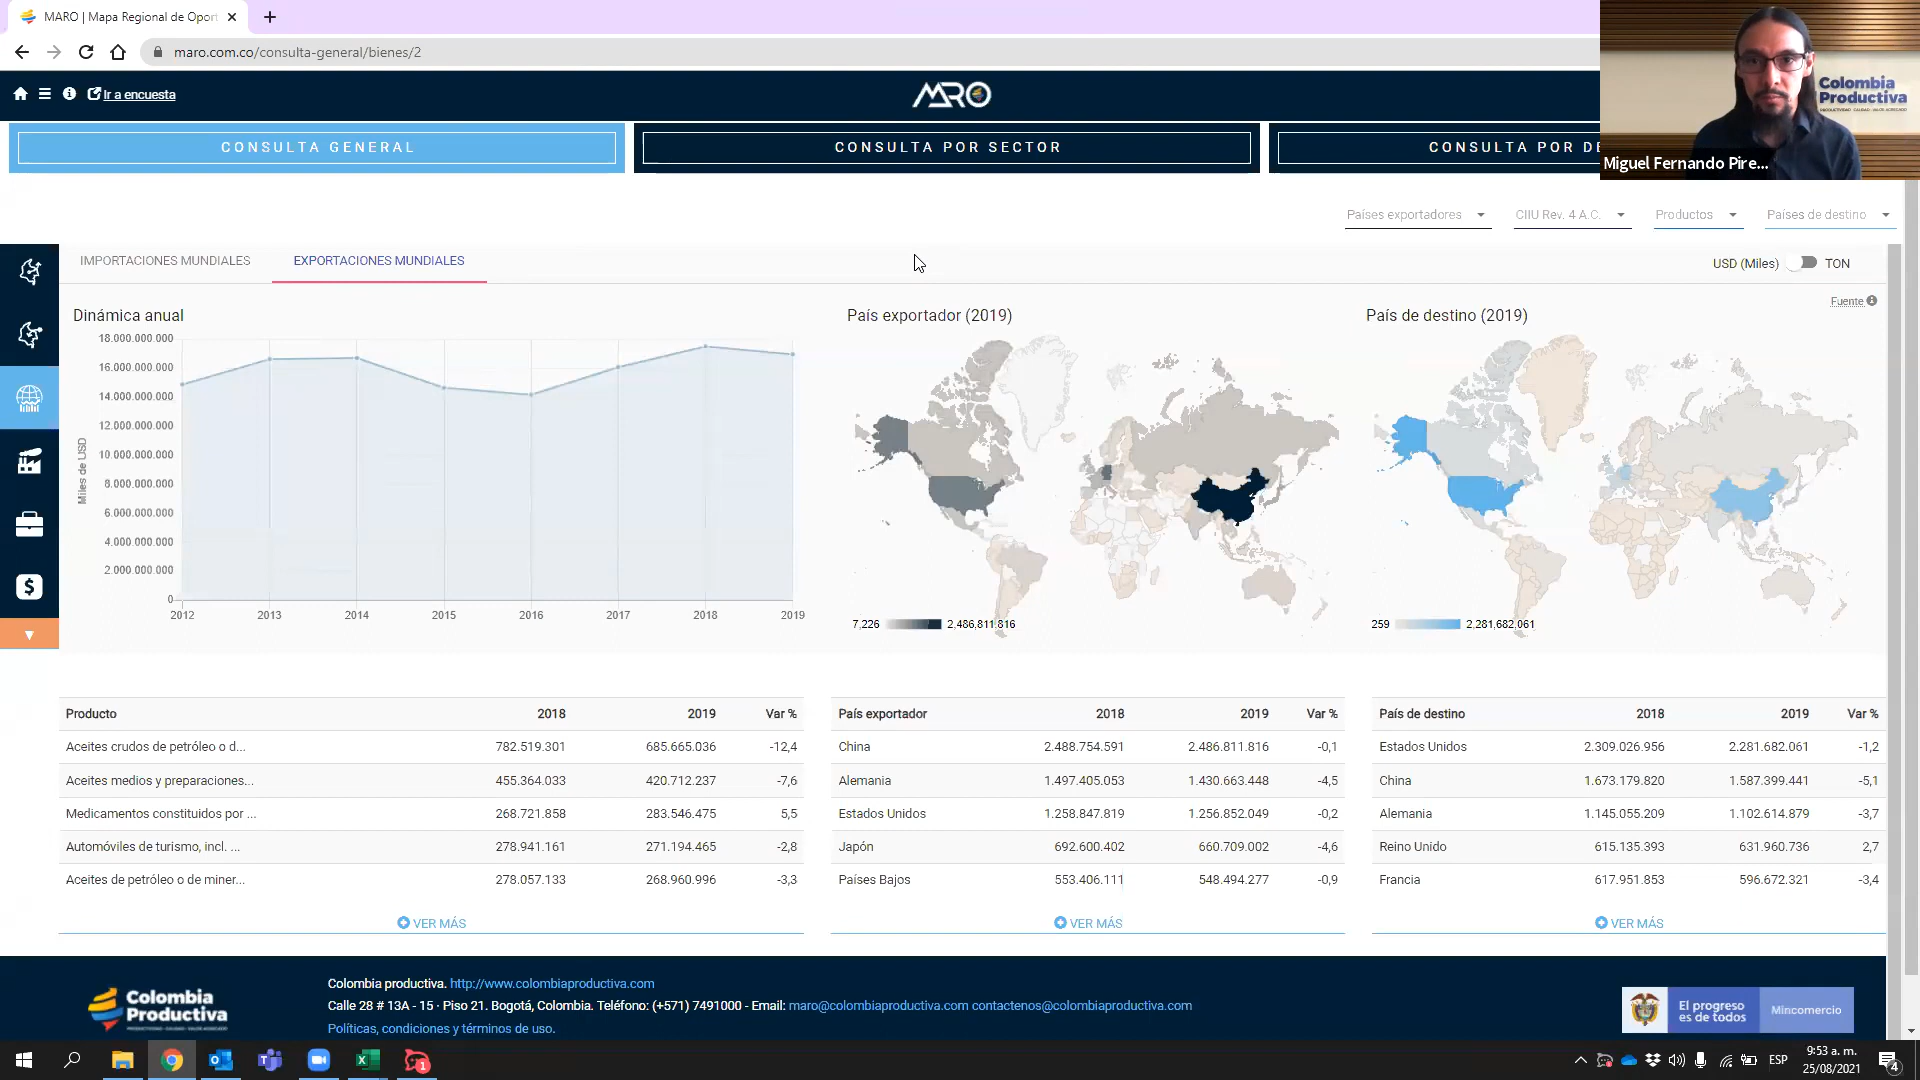 MARO | Mapa Regional de Oport
maro.com.co/consulta-general/bienes/2
Ir a encuesta
MRO
CONSULTA GENERAL
CONSULTA POR SECTOR
CONSULTA POR DE
Colombia
Productiva
PRODUCTIVIDAD · CALIDAD · VALOR AGREGADO
Miguel Fernando Pire...
Países exportadores
CIIU Rev. 4 A.C.
Productos
Países de destino
IMPORTACIONES MUNDIALES
EXPORTACIONES MUNDIALES
USD (Miles)
TON
Fuente
Dinámica anual
País exportador (2019)
País de destino (2019)
Miles de USD
18.000.000.000
16.000.000.000
14.000.000.000
12.000.000.000
10.000.000.000
8.000.000.000
6.000.000.000
4.000.000.000
2.000.000.000
0
2012 2013 2014 2015 2016 2017 2018 2019
7,226 2,486,811,816
259 2,281,682,061
Producto 2018 2019 Var %
Aceites crudos de petróleo o d... 782.519.301 685.665.036 -12,4
Aceites medios y preparaciones... 455.364.033 420.712.237 -7,6
Medicamentos constituidos por ... 268.721.858 283.546.475 5,5
Automóviles de turismo, incl. ... 278.941.161 271.194.465 -2,8
Aceites de petróleo o de miner... 278.057.133 268.960.996 -3,3
VER MÁS
País exportador 2018 2019 Var %
China 2.488.754.591 2.486.811.816 -0,1
Alemania 1.497.405.053 1.430.663.448 -4,5
Estados Unidos 1.258.847.819 1.256.852.049 -0,2
Japón 692.600.402 660.709.002 -4,6
Países Bajos 553.406.111 548.494.277 -0,9
VER MÁS
País de destino 2018 2019 Var %
Estados Unidos 2.309.026.956 2.281.682.061 -1,2
China 1.673.179.820 1.587.399.441 -5,1
Alemania 1.145.055.209 1.102.614.879 -3,7
Reino Unido 615.135.393 631.960.736 2,7
Francia 617.951.853 596.672.321 -3,4
VER MÁS
Colombia
Productiva
PRODUCTIVIDAD · CALIDAD · VALOR AGREGADO
Colombia productiva. http://www.colombiaproductiva.com
Calle 28 # 13A - 15 · Piso 21. Bogotá, Colombia. Teléfono: (+571) 7491000 - Email: maro@colombiaproductiva.com contactenos@colombiaproductiva.com
Políticas, condiciones y términos de uso.
El progreso
es de todos
Mincomercio
1
ESP
9:53 a. m.
25/08/2021
4